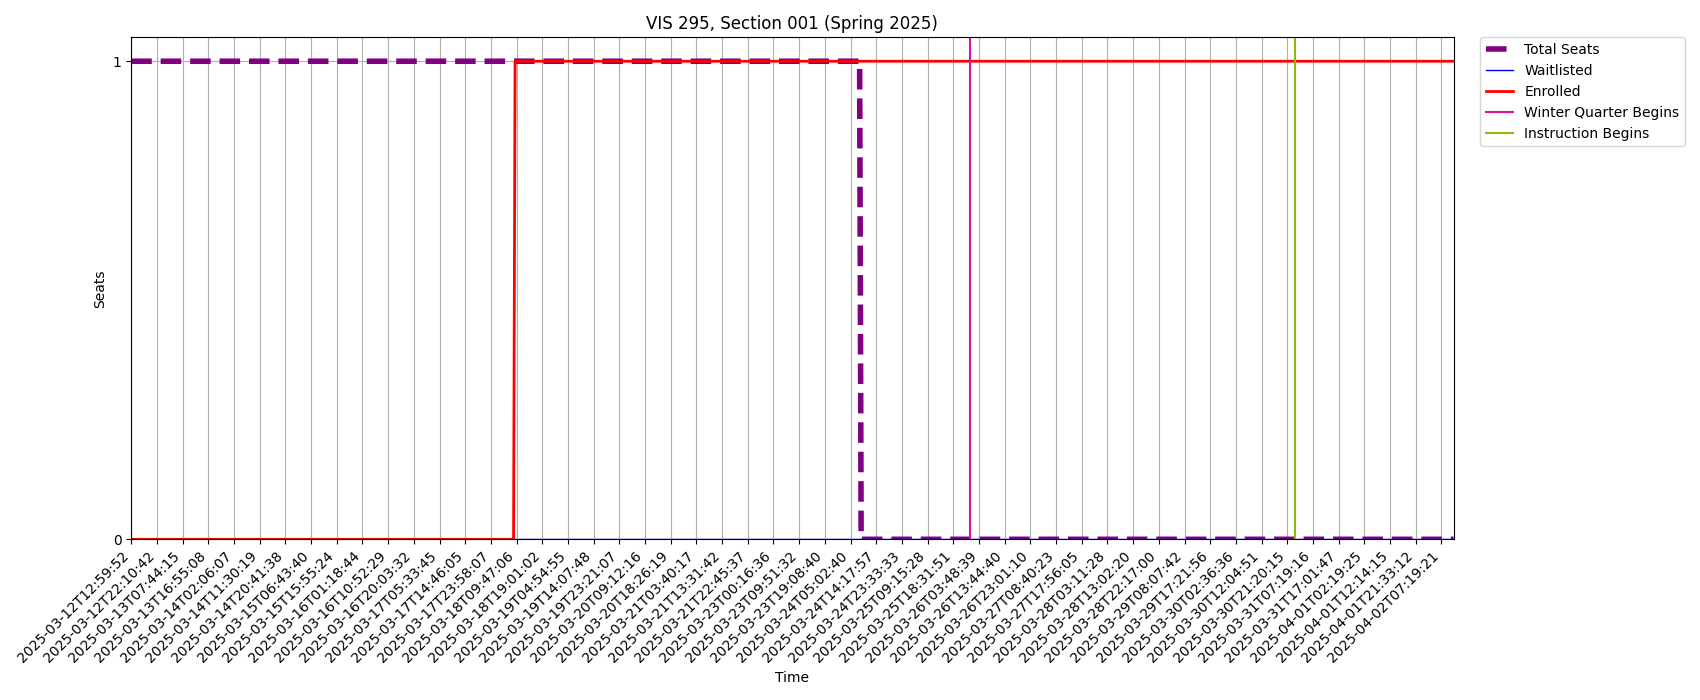 VIS 295, Section 001 (Spring 2025)
Total Seats
Waitlisted
Enrolled
Winter Quarter Begins
Instruction Begins
Seats
1
0
2025-03-12T12:59:52
2025-03-12T22:10:42
2025-03-13T07:44:15
2025-03-13T16:55:08
2025-03-14T02:06:07
2025-03-14T11:30:19
2025-03-14T20:41:38
2025-03-15T06:43:40
2025-03-15T15:55:24
2025-03-16T01:18:44
2025-03-16T10:52:29
2025-03-16T20:03:32
2025-03-17T05:33:45
2025-03-17T14:46:05
2025-03-17T23:58:07
2025-03-18T09:47:06
2025-03-18T19:01:02
2025-03-19T04:54:55
2025-03-19T14:07:48
2025-03-19T23:21:07
2025-03-20T09:12:16
2025-03-20T18:26:19
2025-03-21T03:40:17
2025-03-21T13:31:42
2025-03-21T22:45:37
2025-03-23T00:16:36
2025-03-23T09:51:32
2025-03-23T19:08:40
2025-03-24T05:02:40
2025-03-24T14:17:57
2025-03-24T23:33:33
2025-03-25T09:15:28
2025-03-25T18:31:51
2025-03-26T03:48:39
2025-03-26T13:44:40
2025-03-26T23:01:10
2025-03-27T08:40:23
2025-03-27T17:56:05
2025-03-28T03:11:28
2025-03-28T13:02:20
2025-03-28T22:17:00
2025-03-29T08:07:42
2025-03-29T17:21:56
2025-03-30T02:36:36
2025-03-30T12:04:51
2025-03-30T21:20:15
2025-03-31T07:19:16
2025-03-31T17:01:47
2025-04-01T02:19:25
2025-04-01T12:14:15
2025-04-01T21:33:12
2025-04-02T07:19:21
Time